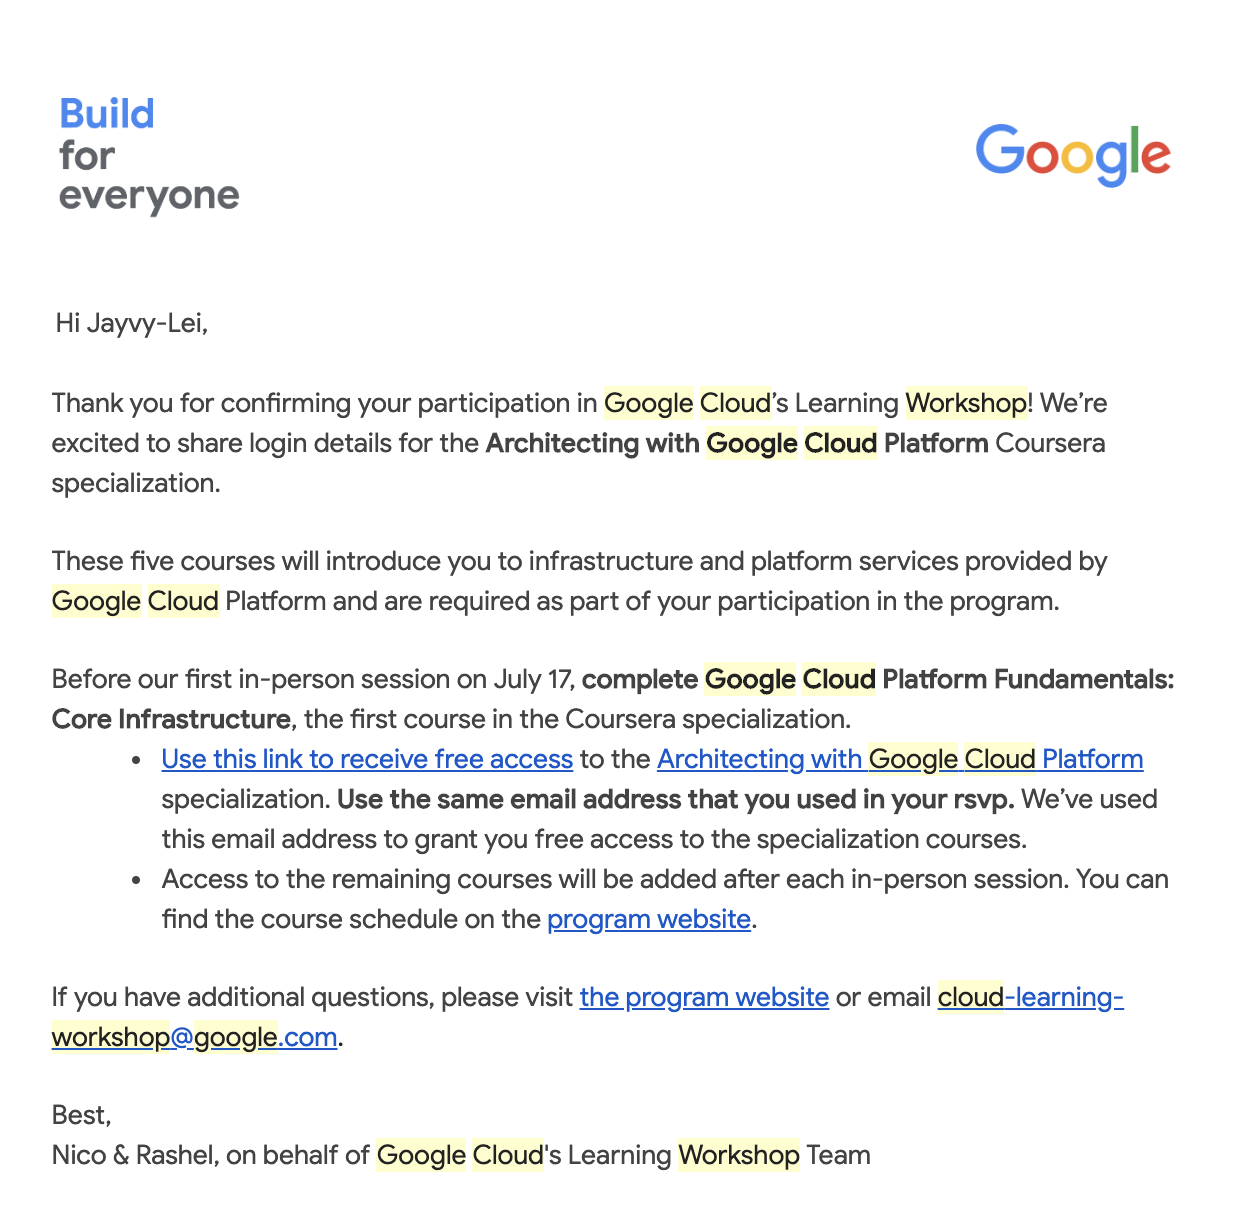 Build
for
everyone
Google
Hi Jayvy-Lei,
Thank you for confirming your participation in Google Cloud’s Learning Workshop! We’re
excited to share login details for the Architecting with Google Cloud Platform Coursera
specialization.
These five courses will introduce you to infrastructure and platform services provided by
Google Cloud Platform and are required as part of your participation in the program.
Before our first in-person session on July 17, complete Google Cloud Platform Fundamentals:
Core Infrastructure, the first course in the Coursera specialization.
• Use this link to receive free access to the Architecting with Google Cloud Platform
specialization. Use the same email address that you used in your rsvp. We’ve used
this email address to grant you free access to the specialization courses.
• Access to the remaining courses will be added after each in-person session. You can
find the course schedule on the program website.
If you have additional questions, please visit the program website or email cloud-learning-
workshop@google.com.
Best,
Nico & Rashel, on behalf of Google Cloud's Learning Workshop Team